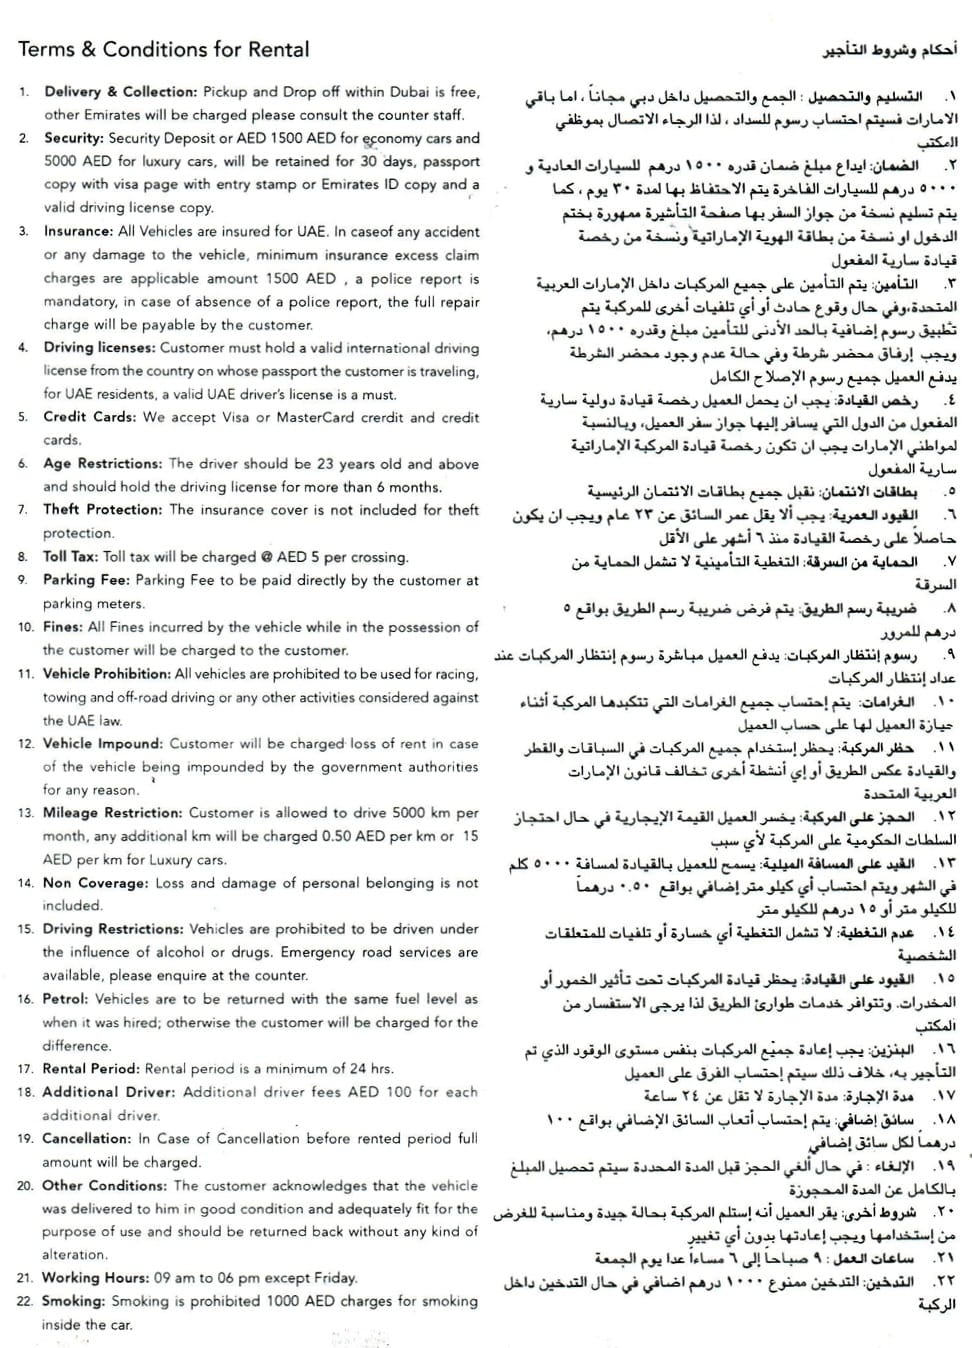 Terms & Conditions for Rental
1. Delivery & Collection: Pickup and Drop off within Dubai is free,
other Emirates will be charged please consult the counter staff.
2. Security: Security Deposit or AED 1500 AED for economy cars and
5000 AED for luxury cars, will be retained for 30 days, passport
copy with visa page with entry stamp or Emirates ID copy and a
valid driving license copy.
3. Insurance: All Vehicles are insured for UAE. In caseof any accident
or any damage to the vehicle, minimum insurance excess claim
charges are applicable amount 1500 AED , a police report is
mandatory, in case of absence of a police report, the full repair
charge will be payable by the customer.
4. Driving licenses: Customer must hold a valid international driving
license from the country on whose passport the customer is traveling,
for UAE residents, a valid UAE driver's license is a must.
5. Credit Cards: We accept Visa or MasterCard crerdit and credit
cards.
6. Age Restrictions: The driver should be 23 years old and above
and should hold the driving license for more than 6 months.
7. Theft Protection: The insurance cover is not included for theft
protection.
8. Toll Tax: Toll tax will be charged @ AED 5 per crossing.
9. Parking Fee: Parking Fee to be paid directly by the customer at
parking meters.
10. Fines: All Fines incurred by the vehicle while in the possession of
the customer will be charged to the customer.
11. Vehicle Prohibition: All vehicles are prohibited to be used for racing,
towing and off-road driving or any other activities considered against
the UAE law.
12. Vehicle Impound: Customer will be charged loss of rent in case
of the vehicle being impounded by the government authorities
for any reason.
13. Mileage Restriction: Customer is allowed to drive 5000 km per
month, any additional km will be charged 0.50 AED per km or 15
AED per km for Luxury cars.
14. Non Coverage: Loss and damage of personal belonging is not
included.
15. Driving Restrictions: Vehicles are prohibited to be driven under
the influence of alcohol or drugs. Emergency road services are
available, please enquire at the counter.
16. Petrol: Vehicles are to be returned with the same fuel level as
when it was hired; otherwise the customer will be charged for the
difference.
17. Rental Period: Rental period is a minimum of 24 hrs.
18. Additional Driver: Additional driver fees AED 100 for each
additional driver.
19. Cancellation: In Case of Cancellation before rented period full
amount will be charged.
20. Other Conditions: The customer acknowledges that the vehicle
was delivered to him in good condition and adequately fit for the
purpose of use and should be returned back without any kind of
alteration.
21. Working Hours: 09 am to 06 pm except Friday.
22. Smoking: Smoking is prohibited 1000 AED charges for smoking
inside the car.
أحكام وشروط التأجير
١. التسليم والتحصيل : الجمع والتحصيل داخل دبي مجاناً ، اما باقي
الامارات فسيتم احتساب رسوم للسداد ، لذا الرجاء الاتصال بموظفي
المكتب
٢. الضمان: ايداع مبلغ ضمان قدره ١٥٠٠ درهم للسيارات العادية و
٥٠٠٠ درهم للسيارات الفاخرة يتم الاحتفاظ بها لمدة ٣٠ يوم ، كما
يتم تسليم نسخة من جواز السفر بها صفحة التأشيرة ممهورة بختم
الدخول او نسخة من بطاقة الهوية الإماراتية ونسخة من رخصة
قيادة سارية المفعول
٣. التأمين: يتم التأمين على جميع المركبات داخل الإمارات العربية
المتحدة،وفي حال وقوع حادث أو أي تلفيات أخرى للمركبة يتم
تطبيق رسوم إضافية بالحد الأدنى للتأمين مبلغ وقدره ١٥٠٠ درهم،
ويجب إرفاق محضر شرطة وفي حالة عدم وجود محضر الشرطة
يدفع العميل جميع رسوم الإصلاح الكامل
٤. رخص القيادة: يجب ان يحمل العميل رخصة قيادة دولية سارية
المفعول من الدول التي يسافر إليها جواز سفر العميل، وبالنسبة
لمواطني الإمارات يجب ان تكون رخصة قيادة المركبة الإماراتية
سارية المفعول
٥. بطاقات الائتمان: نقبل جميع بطاقات الائتمان الرئيسية
٦. القيود العمرية: يجب ألا يقل عمر السائق عن ٢٣ عام ويجب ان يكون
حاصلاً على رخصة القيادة منذ ٦ أشهر على الأقل
٧. الحماية من السرقة: التغطية التأمينية لا تشمل الحماية من
السرقة
٨. ضريبة رسم الطريق: يتم فرض ضريبة رسم الطريق بواقع ٥
درهم للمرور
٩. رسوم إنتظار المركبات: يدفع العميل مباشرة رسوم إنتظار المركبات عند
عداد إنتظار المركبات
١٠. الغرامات: يتم إحتساب جميع الغرامات التي تتكبدها المركبة أثناء
حيازة العميل لها على حساب العميل
١١. حظر المركبة: يحظر إستخدام جميع المركبات في السباقات والقطر
والقيادة عكس الطريق أو إي أنشطة أخرى تخالف قانون الإمارات
العربية المتحدة
١٢. الحجز على المركبة: يخسر العميل القيمة الإيجارية في حال احتجاز
السلطات الحكومية على المركبة لأي سبب
١٣. القيد على المسافة الميلية: يسمح للعميل بالقيادة لمسافة ٥٠٠٠ كلم
في الشهر ويتم احتساب أي كيلو متر إضافي بواقع ٠.٥٠ درهماً
للكيلو متر أو ١٥ درهم للكيلو متر
١٤. عدم التغطية: لا تشمل التغطية أي خسارة أو تلفيات للمتعلقات
الشخصية
١٥. القيود على القيادة: يحظر قيادة المركبات تحت تأثير الخمور أو
المخدرات. وتتوافر خدمات طوارئ الطريق لذا يرجى الاستفسار من
المكتب
١٦. البنزين: يجب إعادة جميع المركبات بنفس مستوى الوقود الذي تم
التأجير به، خلاف ذلك سيتم إحتساب الفرق على العميل
١٧. مدة الإجارة: مدة الإجارة لا تقل عن ٢٤ ساعة
١٨. سائق إضافي: يتم إحتساب أتعاب السائق الإضافي بواقع ١٠٠
درهماً لكل سائق إضافي
١٩. الإلغاء : في حال ألغي الحجز قبل المدة المحددة سيتم تحصيل المبلغ
بالكامل عن المدة المحجوزة
٢٠. شروط أخرى: يقر العميل أنه إستلم المركبة بحالة جيدة ومناسبة للغرض
من إستخدامها ويجب إعادتها بدون أي تغيير
٢١. ساعات العمل : ٩ صباحاً إلى ٦ مساءاً عدا يوم الجمعة
٢٢. التدخين: التدخين ممنوع ١٠٠٠ درهم اضافي في حال التدخين داخل
الركبة